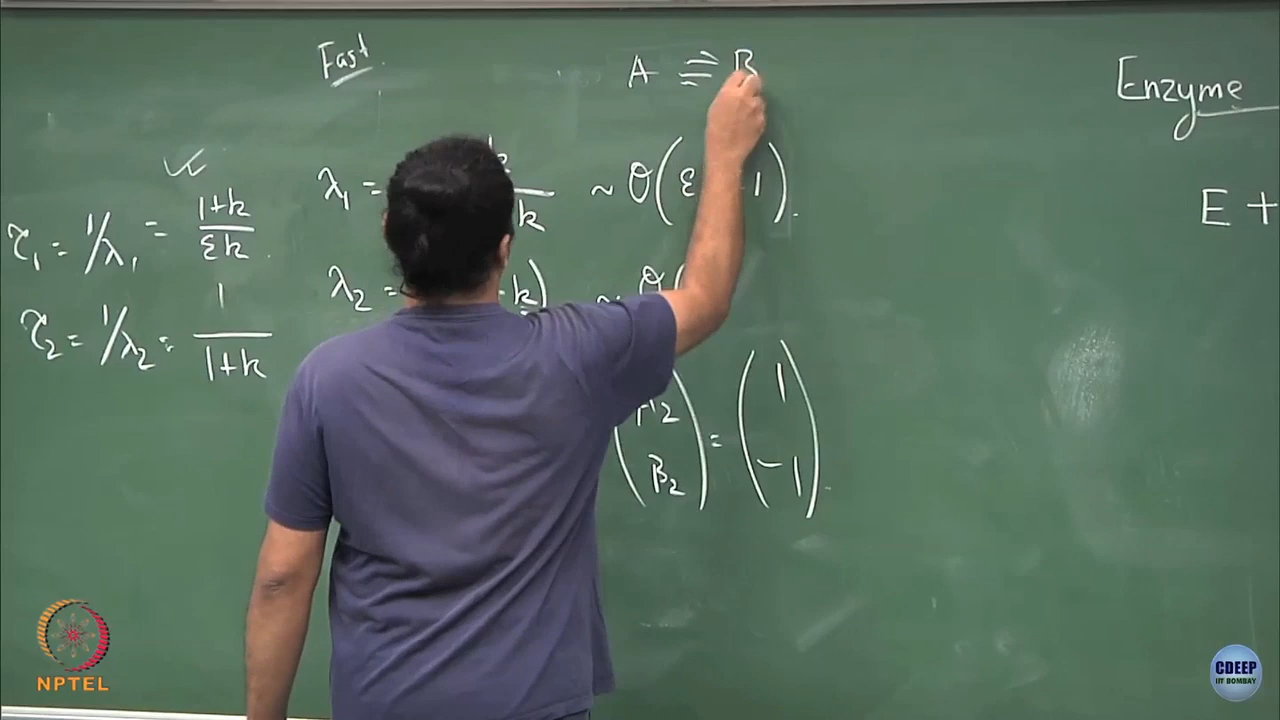 Fast.
A ⇌ B
Enzyme
λ₁ =
k
~ O(ε
1).
E +
τ₁ = 1/λ₁ = (1+k)/(εk).
λ₂ =
k)
~ O(
τ₂ = 1/λ₂ = 1/(1+k)
β₂
= (1
-1).
NPTEL
CDEEP
IIT BOMBAY